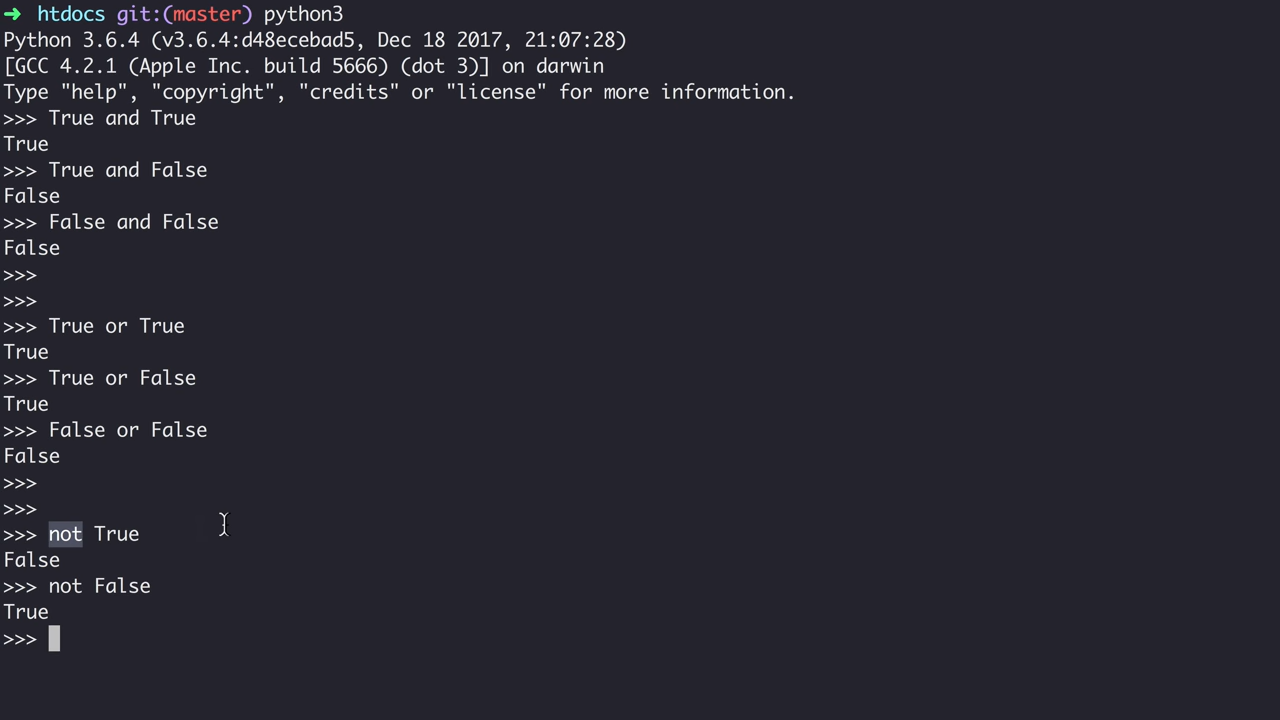 ➜ htdocs git:(master) python3
Python 3.6.4 (v3.6.4:d48ecebad5, Dec 18 2017, 21:07:28)
[GCC 4.2.1 (Apple Inc. build 5666) (dot 3)] on darwin
Type "help", "copyright", "credits" or "license" for more information.
>>> True and True
True
>>> True and False
False
>>> False and False
False
>>>
>>>
>>> True or True
True
>>> True or False
True
>>> False or False
False
>>>
>>>
>>> not True
False
>>> not False
True
>>>